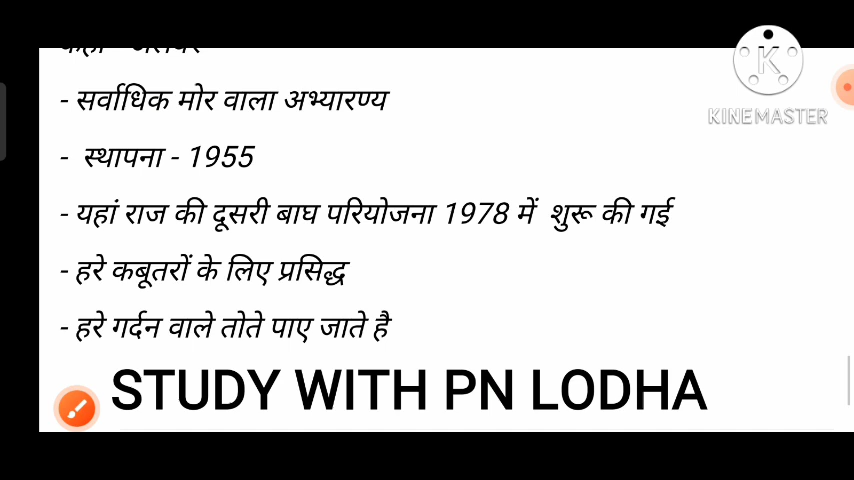 - सर्वाधिक मोर वाला अभ्यारण्य
- स्थापना - 1955
- यहां राज की दूसरी बाघ परियोजना 1978 में शुरू की गई
- हरे कबूतरों के लिए प्रसिद्ध
- हरे गर्दन वाले तोते पाए जाते है
STUDY WITH PN LODHA
K
KINEMASTER